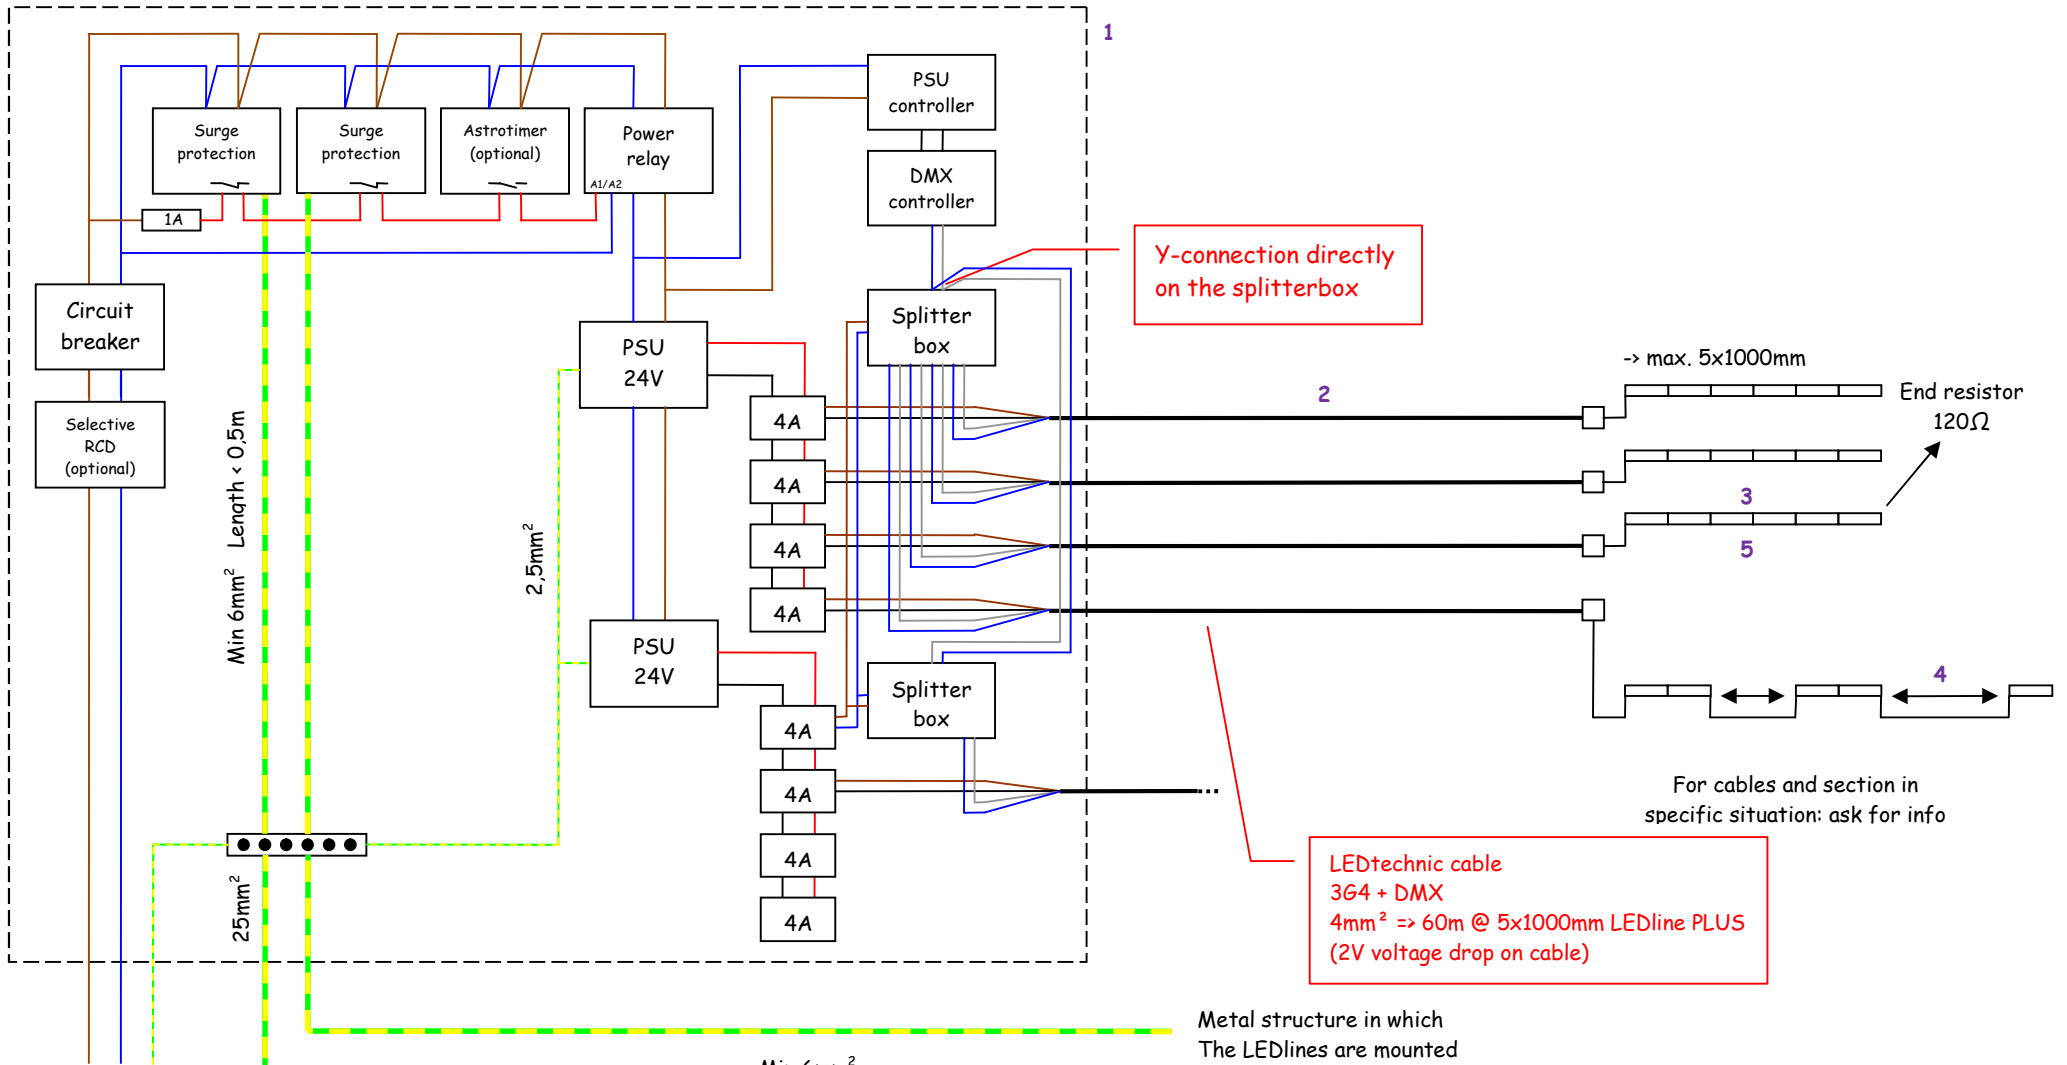 1
PSU
controller
Surge
protection
Surge
protection
Astrotimer
(optional)
Power
relay
A1/A2
DMX
controller
1A
Y-connection directly
on the splitterbox
Circuit
breaker
Splitter
box
PSU
24V
-> max. 5x1000mm
2
End resistor
120Ω
Selective
RCD
(optional)
4A
4A
4A
4A
3
5
Min 6mm² Length < 0,5m
2,5mm²
PSU
24V
Splitter
box
4
4A
4A
4A
4A
For cables and section in
specific situation: ask for info
25mm²
LEDtechnic cable
3G4 + DMX
4mm² => 60m @ 5x1000mm LEDline PLUS
(2V voltage drop on cable)
Metal structure in which
The LEDlines are mounted